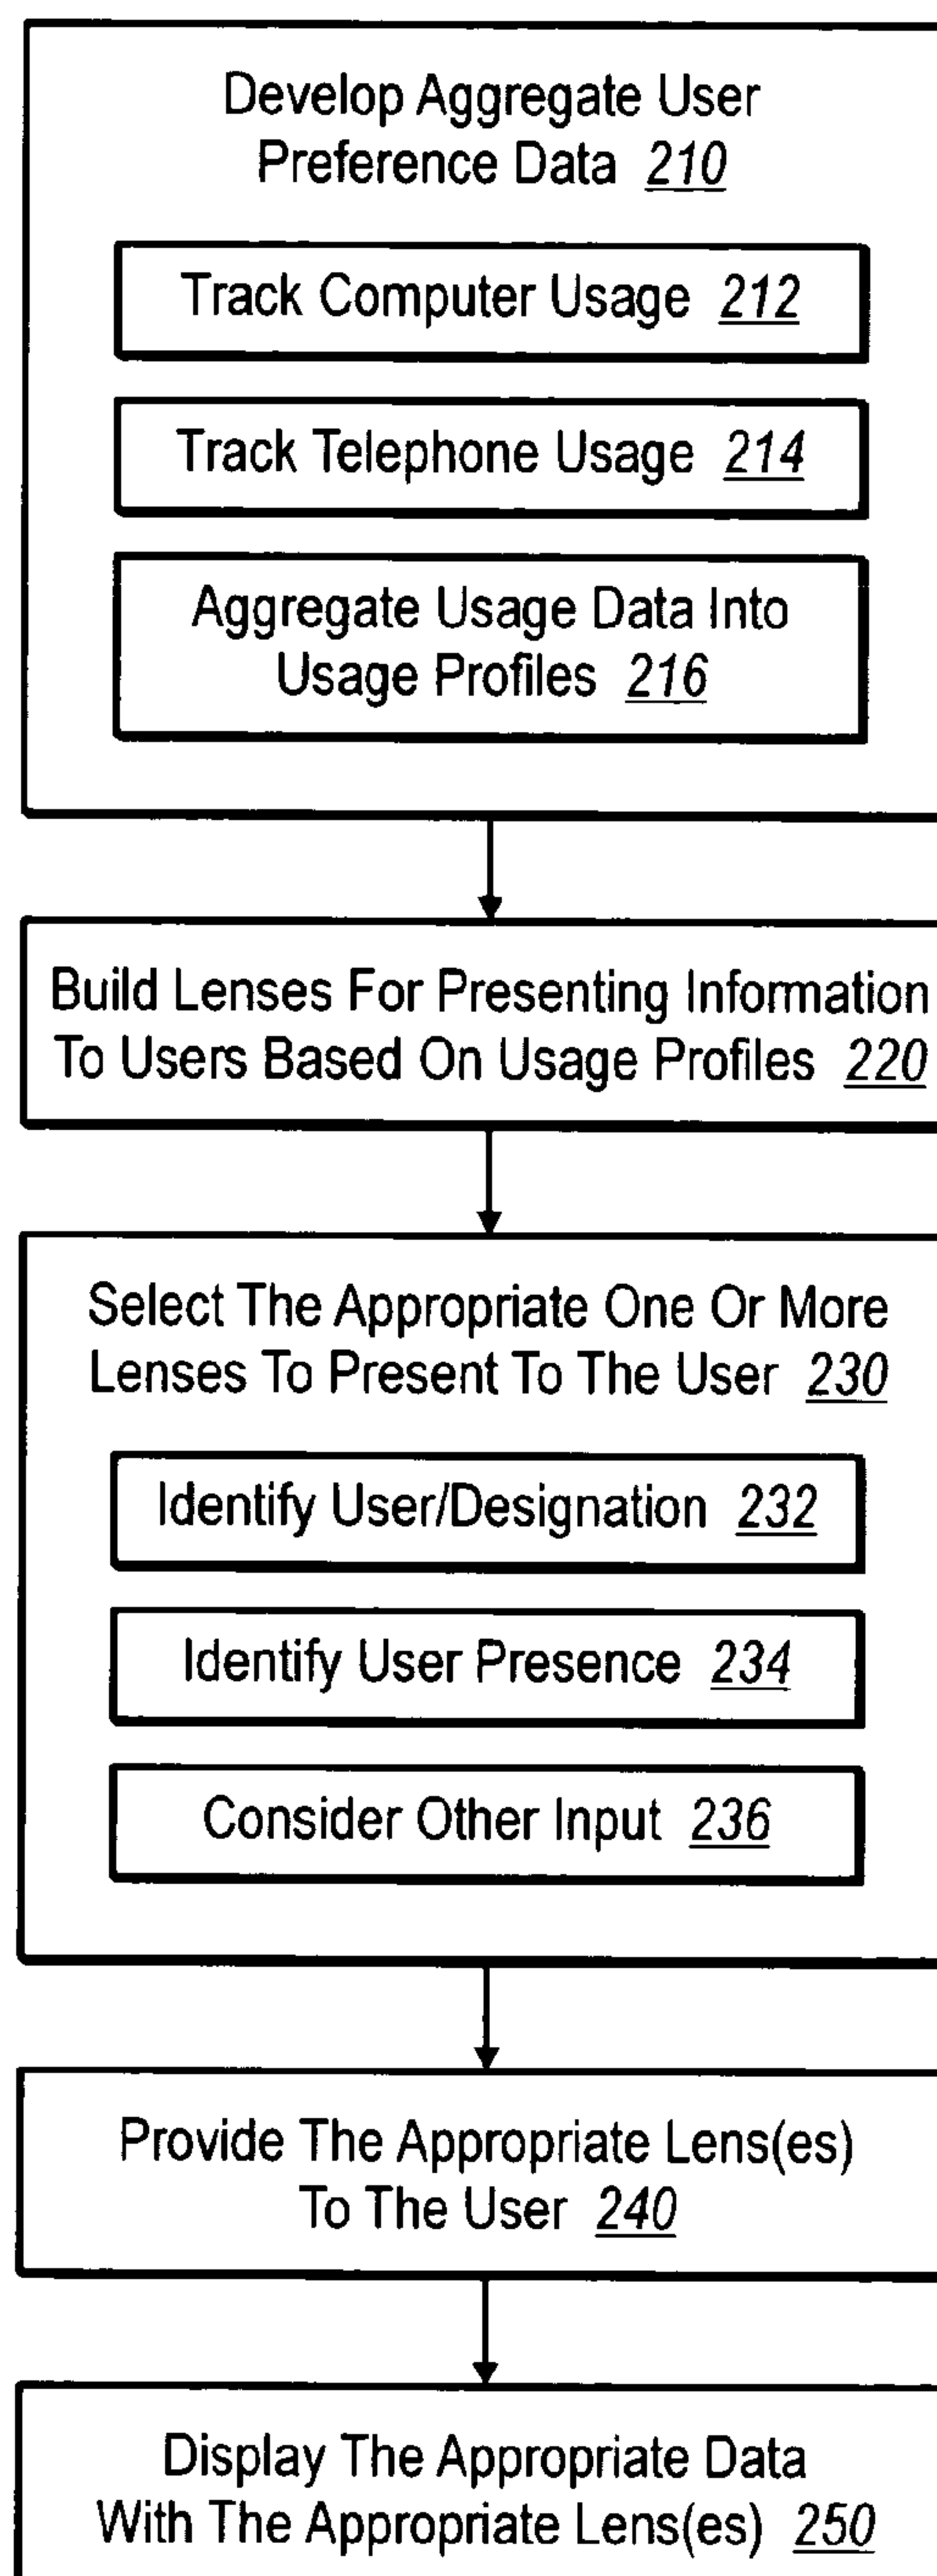 Develop Aggregate User
Preference Data 210
Track Computer Usage 212
Track Telephone Usage 214
Aggregate Usage Data Into
Usage Profiles 216
Build Lenses For Presenting Information
To Users Based On Usage Profiles 220
Select The Appropriate One Or More
Lenses To Present To The User 230
Identify User/Designation 232
Identify User Presence 234
Consider Other Input 236
Provide The Appropriate Lens(es)
To The User 240
Display The Appropriate Data
With The Appropriate Lens(es) 250